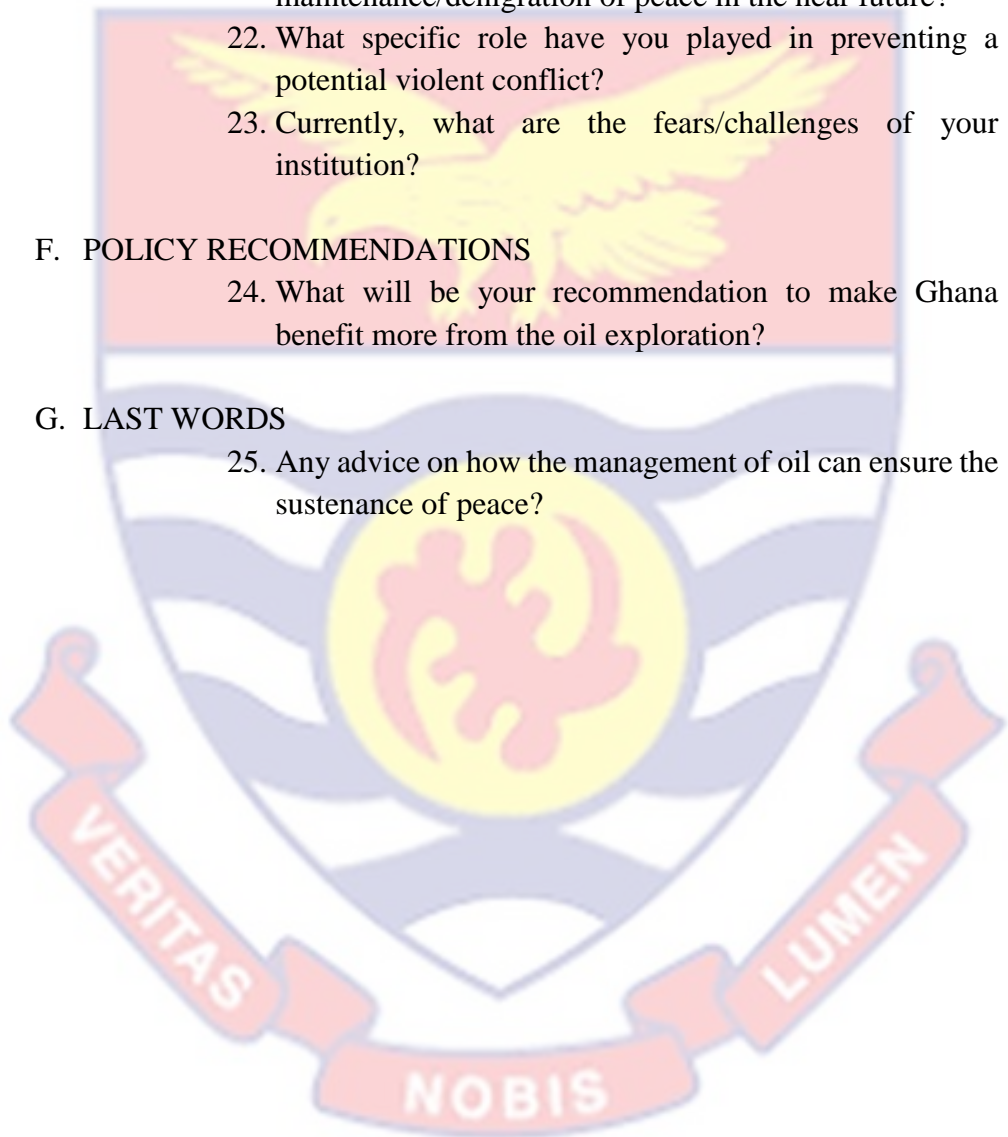 maintenance/denigration of peace in the near future?
22. What specific role have you played in preventing a
potential violent conflict?
23. Currently, what are the fears/challenges of your
institution?
F. POLICY RECOMMENDATIONS
24. What will be your recommendation to make Ghana
benefit more from the oil exploration?
G. LAST WORDS
25. Any advice on how the management of oil can ensure the
sustenance of peace?
VERITAS
NOBIS
LUMEN